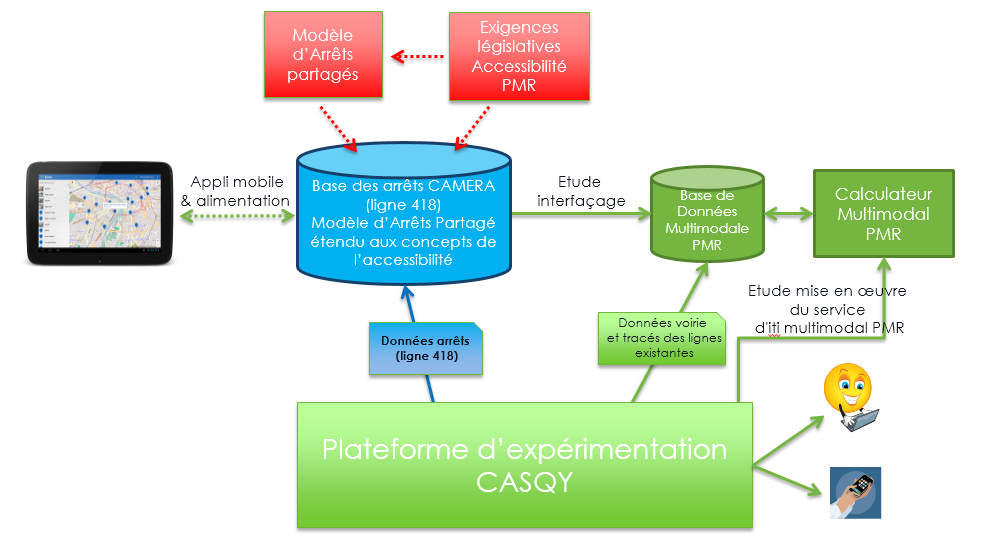 Modèle
d'Arrêts
partagés
Exigences
législatives
Accessibilité
PMR
Appli mobile
& alimentation
Base des arrêts CAMERA
(ligne 418)
Modèle d'Arrêts Partagé
étendu aux concepts de
l'accessibilité
Etude
interfaçage
Base de
Données
Multimodale
PMR
Calculateur
Multimodal
PMR
Etude mise en œuvre
du service
d'iti multimodal PMR
Données arrêts
(ligne 418)
Données voirie
et tracés des lignes
existantes
Plateforme d'expérimentation
CASQY